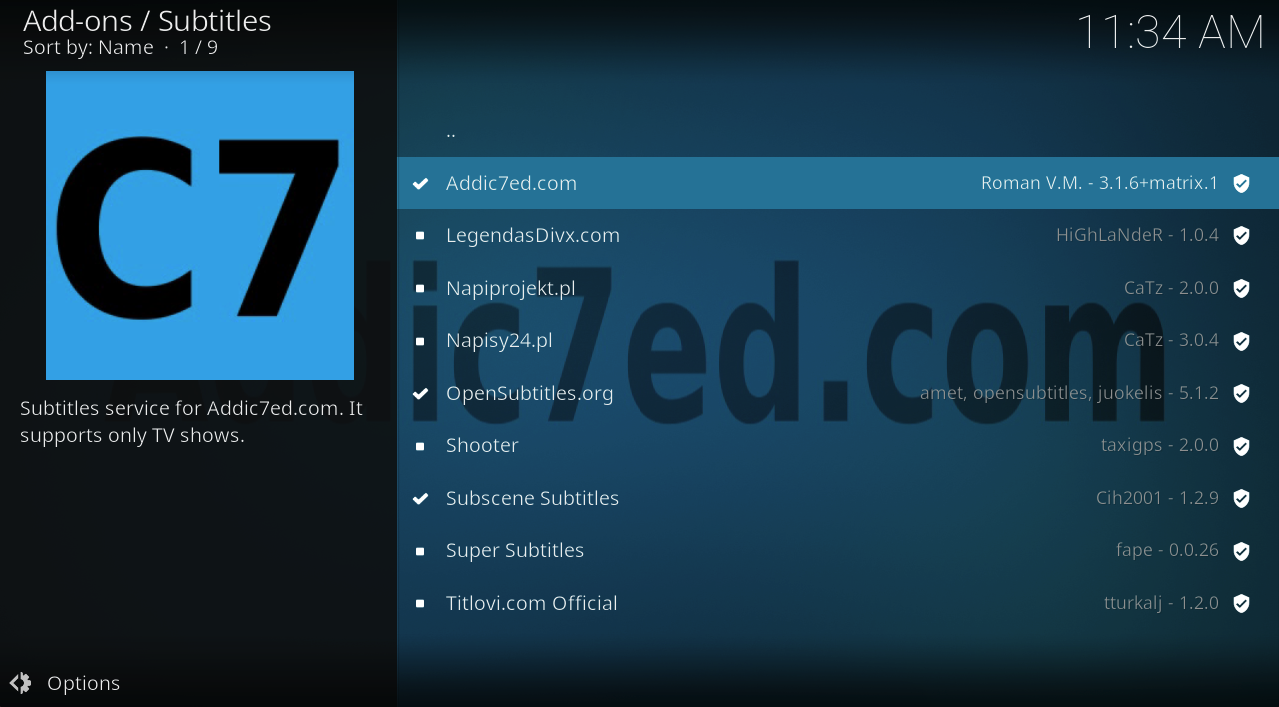 Add-ons / Subtitles
Sort by: Name · 1 / 9
11:34 AM
C7
Subtitles service for Addic7ed.com. It
supports only TV shows.
..
Addic7ed.com Roman V.M. - 3.1.6+matrix.1
LegendasDivx.com HiGhLaNdeR - 1.0.4
Napiprojekt.pl CaTz - 2.0.0
Napisy24.pl CaTz - 3.0.4
OpenSubtitles.org amet, opensubtitles, juokelis - 5.1.2
Shooter taxigps - 2.0.0
Subscene Subtitles Cih2001 - 1.2.9
Super Subtitles fape - 0.0.26
Titlovi.com Official tturkalj - 1.2.0
Addic7ed.com
Options